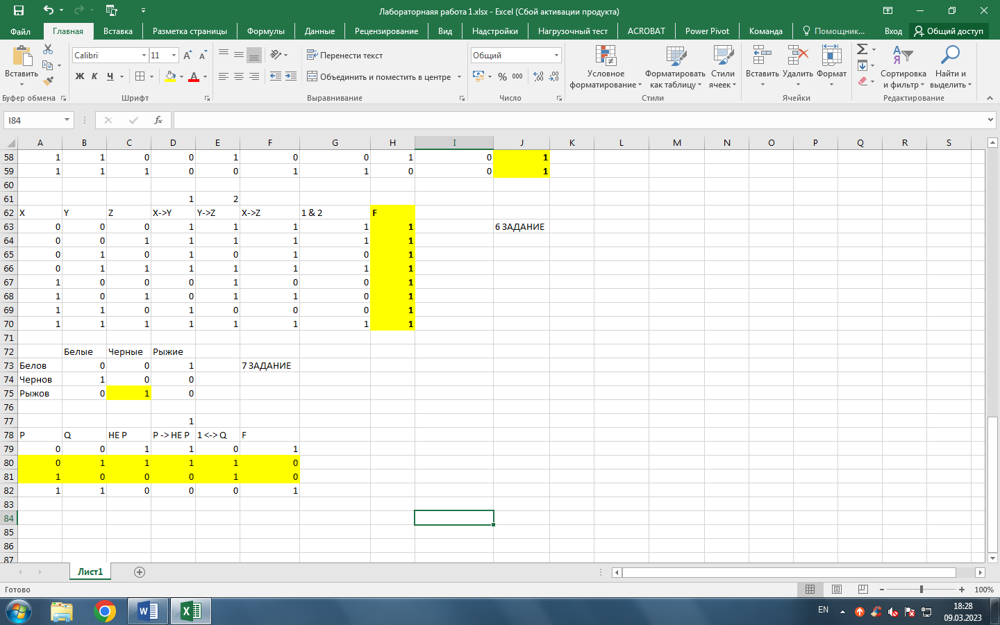 Лабораторнаяя работа 1.xlsx - Excel (Сбой активации продукта)
Файл Главная Вставка Разметка страницы Формулы Данные Рецензирование Вид Надстройки Нагрузочный тест ACROBAT Power Pivot Команда Помощник... Вход Общий доступ
Calibri 11 Перенести текст Общий
Вставить Ж К Ч А Объединить и поместить в центре % 000 Условное форматирование Форматировать как таблицу Стили ячеек Вставить Удалить Формат Сортировка и фильтр Найти и выделить
Буфер обмена Шрифт Выравнивание Число Стили Ячейки Редактирование
I84 fx
A B C D E F G H I J K L M N O P Q R S
58 1 1 0 0 1 0 0 1 0 1
59 1 1 1 0 0 1 1 0 0 1
60
61 1 2
62 X Y Z X->Y Y->Z X->Z 1 & 2 F
63 0 0 0 1 1 1 1 1 6 ЗАДАНИЕ
64 0 0 1 1 1 1 1 1
65 0 1 0 1 0 1 0 1
66 0 1 1 1 1 1 1 1
67 1 0 0 0 1 0 0 1
68 1 0 1 0 1 1 0 1
69 1 1 0 1 0 0 0 1
70 1 1 1 1 1 1 1 1
71
72 Белые Черные Рыжие
73 Белов 0 0 1 7 ЗАДАНИЕ
74 Чернов 1 0 0
75 Рыжов 0 1 0
76
77 1
78 P Q НЕ P P -> НЕ P 1 <-> Q F
79 0 0 1 1 0 1
80 0 1 1 1 1 0
81 1 0 0 0 1 0
82 1 1 0 0 0 1
83
84
85
86
87
Лист1
Готово 100%
EN 18:28
09.03.2023